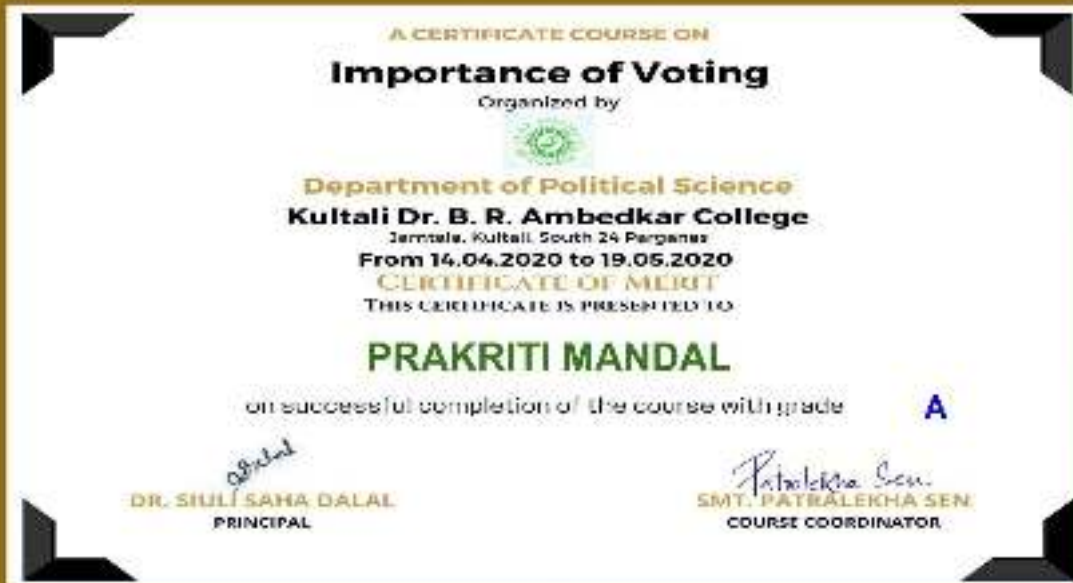 A CERTIFICATE COURSE ON
Importance of Voting
Organized by
Department of Political Science
Kultali Dr. B. R. Ambedkar College
Jamtala, Kultali, South 24 Parganas
From 14.04.2020 to 19.05.2020
CERTIFICATE OF MERIT
THIS CERTIFICATE IS PRESENTED TO
PRAKRITI MANDAL
on successful completion of the course with grade A
Patralekha Sen.
DR. SIULI SAHA DALAL SMT. PATRALEKHA SEN
PRINCIPAL COURSE COORDINATOR